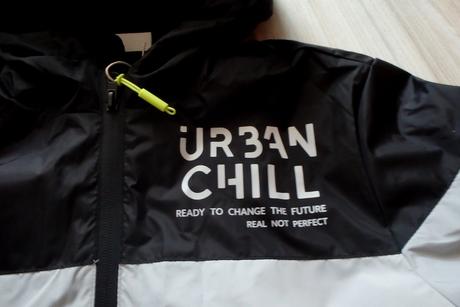 URBAN
CHILL
READY TO CHANGE THE FUTURE
REAL NOT PERFECT